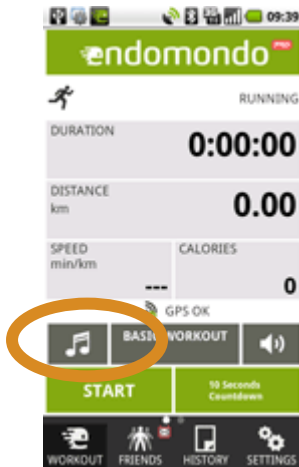 09:39
endomondo PRO
RUNNING
DURATION
0:00:00
DISTANCE
km
0.00
SPEED
min/km
---
CALORIES
0
GPS OK
BASIC WORKOUT
START
10 Seconds
Countdown
WORKOUT FRIENDS HISTORY SETTINGS